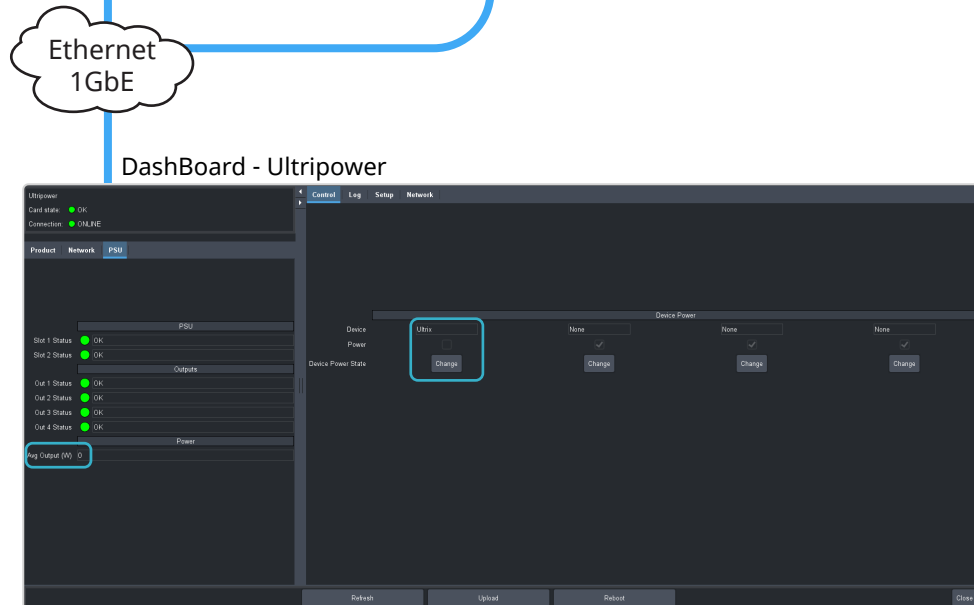 Ethernet
1GbE
DashBoard - Ultripower
Ultripower
Card state: OK
Connection: ONLINE
Product Network PSU
PSU
Slot 1 Status OK
Slot 2 Status OK
Outputs
Out 1 Status OK
Out 2 Status OK
Out 3 Status OK
Out 4 Status OK
Power
Avg Output (W) 0
Control Log Setup Network
Device Power
Device Ultrix None None None
Power
Device Power State Change Change Change Change
Refresh Upload Reboot Close